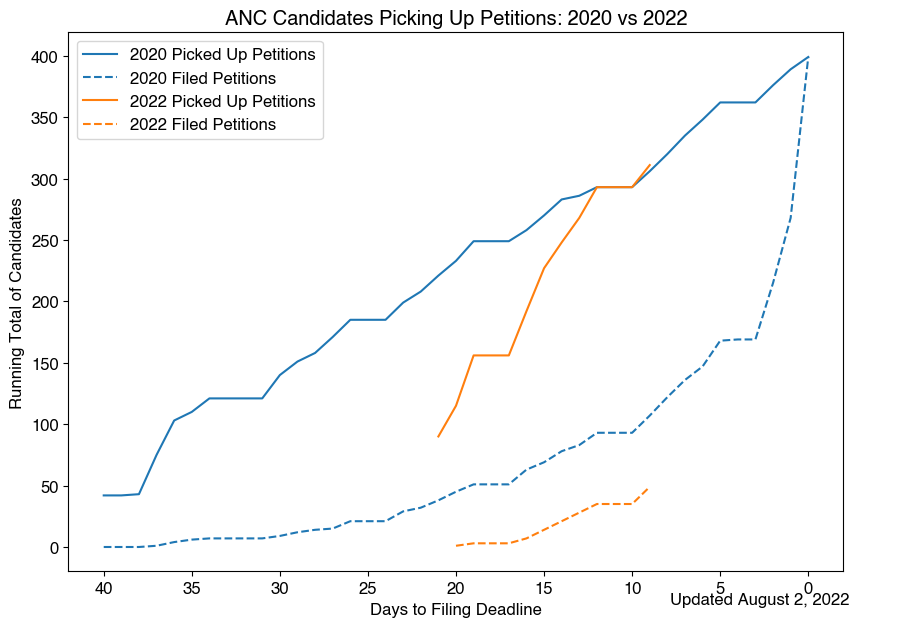 ANC Candidates Picking Up Petitions: 2020 vs 2022
2020 Picked Up Petitions
2020 Filed Petitions
2022 Picked Up Petitions
2022 Filed Petitions
Running Total of Candidates
400
350
300
250
200
150
100
50
0
40 35 30 25 20 15 10 5 0
Updated August 2, 2022
Days to Filing Deadline